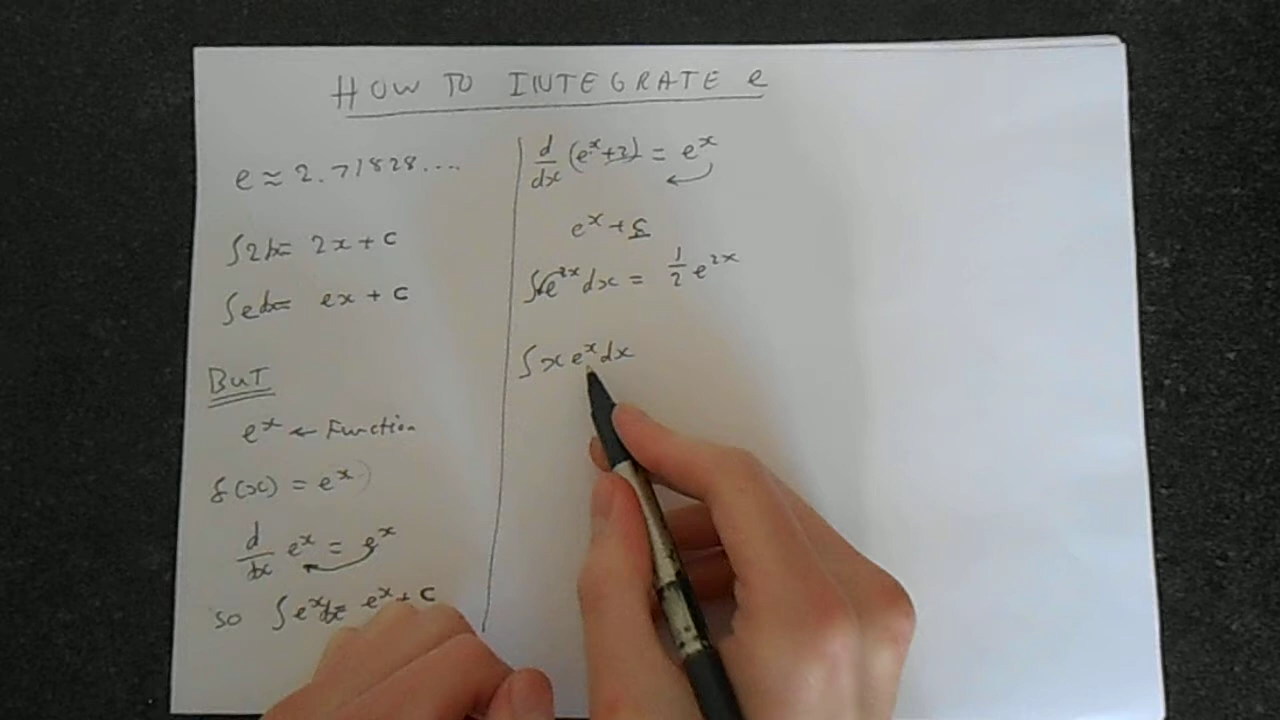 HOW TO INTEGRATE e
e ≈ 2.71828....
∫2dx= 2x + c
∫edx= ex + c
BUT
e^x ← Function
f(x) = e^x
d/dx e^x = e^x
so ∫e^x dx= e^x + c
d/dx (e^x+2) = e^x
e^x + c
∫e^2x dx = 1/2 e^2x
∫x e^x dx